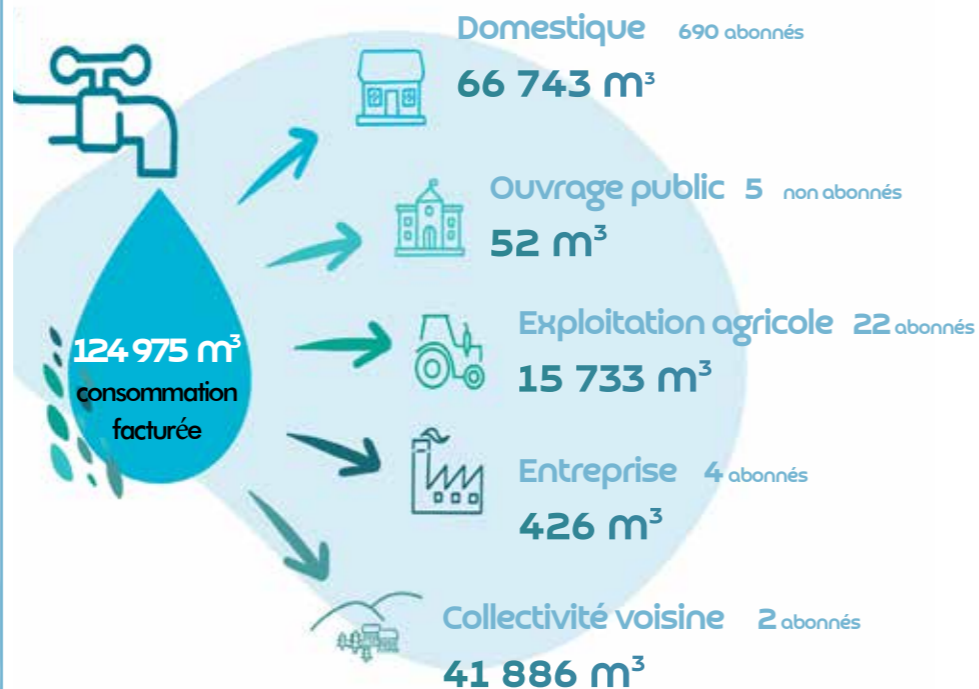 Domestique 690 abonnés
66 743 m³
Ouvrage public 5 non abonnés
52 m³
124 975 m³
consommation
facturée
Exploitation agricole 22 abonnés
15 733 m³
Entreprise 4 abonnés
426 m³
Collectivité voisine 2 abonnés
41 886 m³